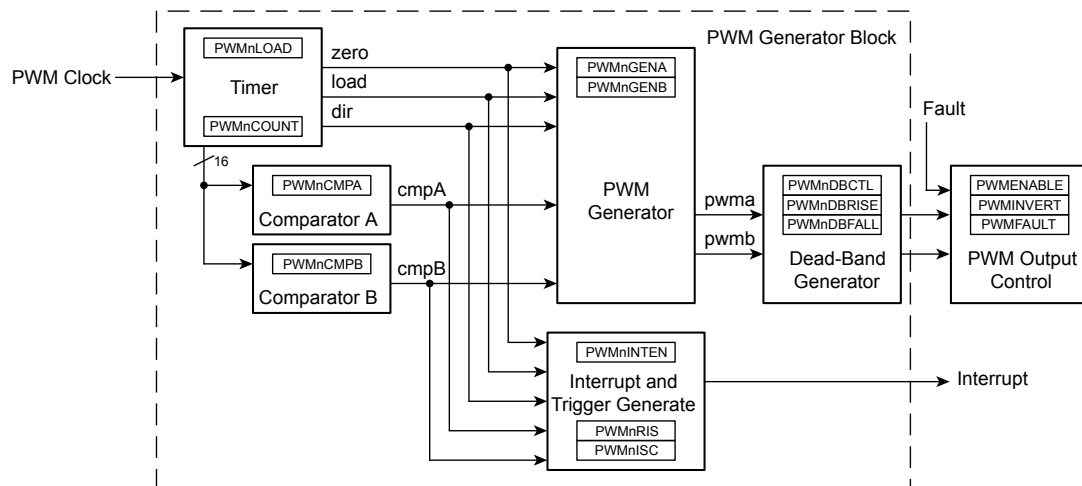 PWM Generator Block
PWM Clock
PWMnLOAD
Timer
PWMnCOUNT
zero
load
dir
16
PWMnCMPA
Comparator A
cmpA
PWMnCMPB
Comparator B
cmpB
PWMnGENA
PWMnGENB
PWM
Generator
pwma
pwmb
PWMnDBCTL
PWMnDBRISE
PWMnDBFALL
Dead-Band
Generator
Fault
PWMENABLE
PWMINVERT
PWMFAULT
PWM Output
Control
PWMnINTEN
Interrupt and
Trigger Generate
PWMnRIS
PWMnISC
Interrupt